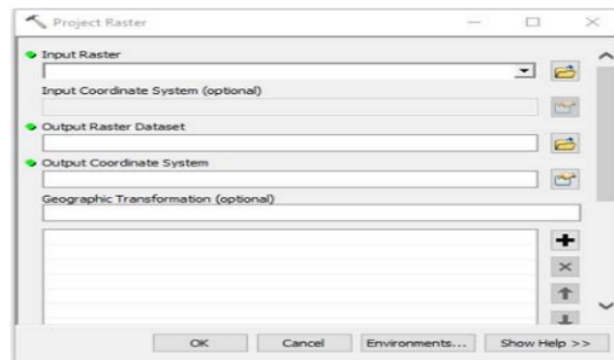 Project Raster
Input Raster
Input Coordinate System (optional)
Output Raster Dataset
Output Coordinate System
Geographic Transformation (optional)
OK Cancel Environments... Show Help >>